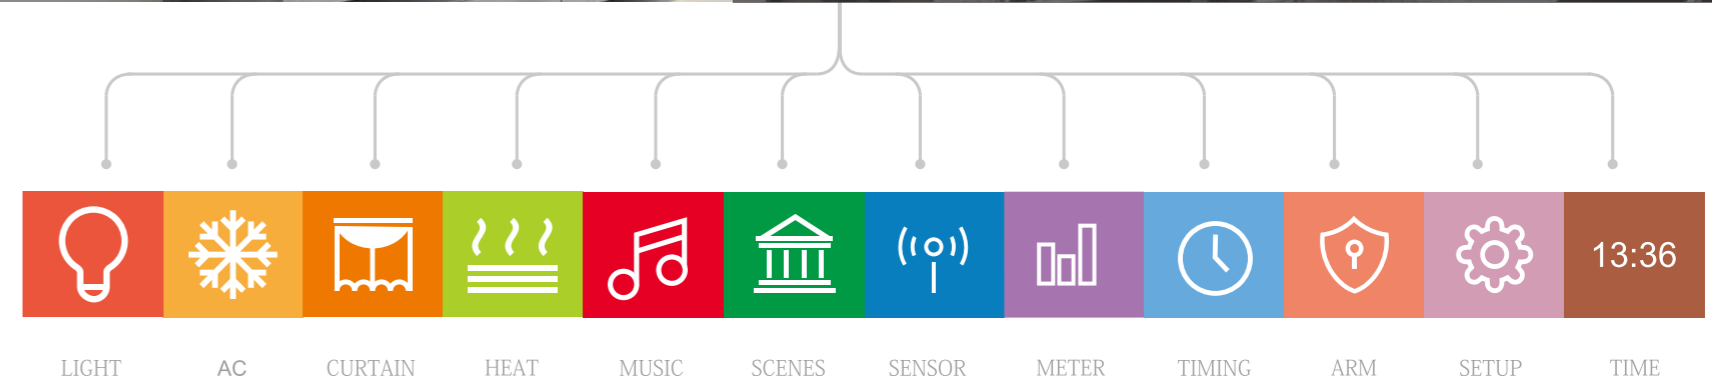 13:36
LIGHT AC CURTAIN HEAT MUSIC SCENES SENSOR METER TIMING ARM SETUP TIME